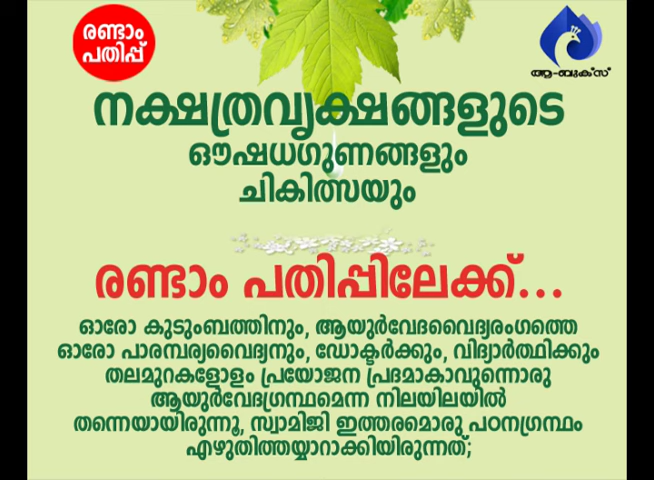 രണ്ടാം
പതിപ്പ്
ആ-ബുക്സ്
നക്ഷത്രവൃക്ഷങ്ങളുടെ
ഔഷധഗുണങ്ങളും
ചികിത്സയും
രണ്ടാം പതിപ്പിലേക്ക്...
ഓരോ കുടുംബത്തിനും, ആയുർവേദവൈദ്യരംഗത്തെ
ഓരോ പാരമ്പര്യവൈദ്യനും, ഡോക്ടർക്കും, വിദ്യാർത്ഥിക്കും
തലമുറകളോളം പ്രയോജന പ്രദമാകാവുന്നൊരു
ആയുർവേദഗ്രന്ഥമെന്ന നിലയിലയിൽ
തന്നെയായിരുന്നൂ, സ്വാമിജി ഇത്തരമൊരു പഠനഗ്രന്ഥം
എഴുതിത്തയ്യാറാക്കിയിരുന്നത്;